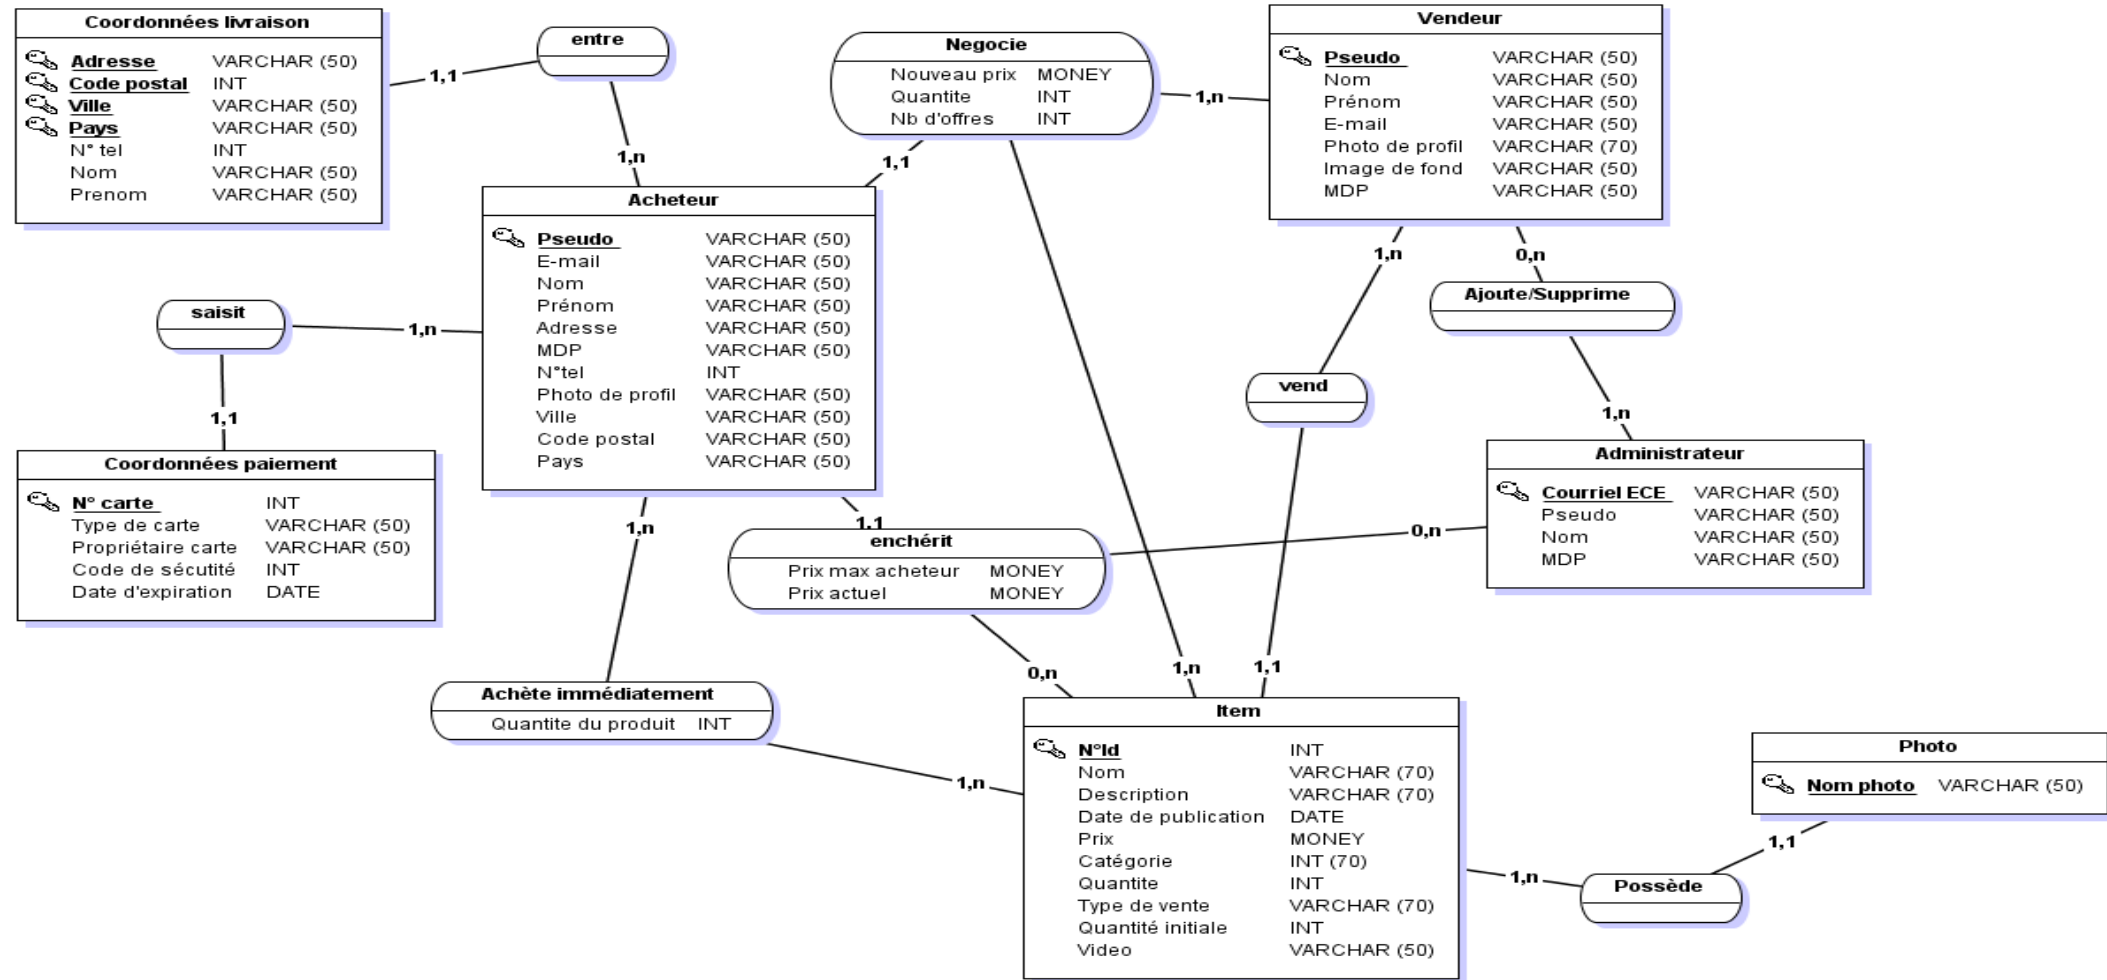 Coordonnées livraison
Adresse VARCHAR (50)
Code postal INT
Ville VARCHAR (50)
Pays VARCHAR (50)
N° tel INT
Nom VARCHAR (50)
Prenom VARCHAR (50)
1,1
entre
1,n
Negocie
Nouveau prix MONEY
Quantite INT
Nb d'offres INT
1,n
1,1
Vendeur
Pseudo VARCHAR (50)
Nom VARCHAR (50)
Prénom VARCHAR (50)
E-mail VARCHAR (50)
Photo de profil VARCHAR (70)
Image de fond VARCHAR (50)
MDP VARCHAR (50)
Acheteur
Pseudo VARCHAR (50)
E-mail VARCHAR (50)
Nom VARCHAR (50)
Prénom VARCHAR (50)
Adresse VARCHAR (50)
MDP VARCHAR (50)
N°tel INT
Photo de profil VARCHAR (50)
Ville VARCHAR (50)
Code postal VARCHAR (50)
Pays VARCHAR (50)
1,n
0,n
Ajoute/Supprime
1,n
saisit
1,n
1,1
vend
Coordonnées paiement
N° carte INT
Type de carte VARCHAR (50)
Propriétaire carte VARCHAR (50)
Code de sécutité INT
Date d'expiration DATE
Administrateur
Courriel ECE VARCHAR (50)
Pseudo VARCHAR (50)
Nom VARCHAR (50)
MDP VARCHAR (50)
1,n
1,1
enchérit
Prix max acheteur MONEY
Prix actuel MONEY
0,n
0,n
1,n
1,1
Achète immédiatement
Quantite du produit INT
1,n
Item
N°Id INT
Nom VARCHAR (70)
Description VARCHAR (70)
Date de publication DATE
Prix MONEY
Catégorie INT (70)
Quantite INT
Type de vente VARCHAR (70)
Quantité initiale INT
Video VARCHAR (50)
Photo
Nom photo VARCHAR (50)
1,1
1,n
Possède